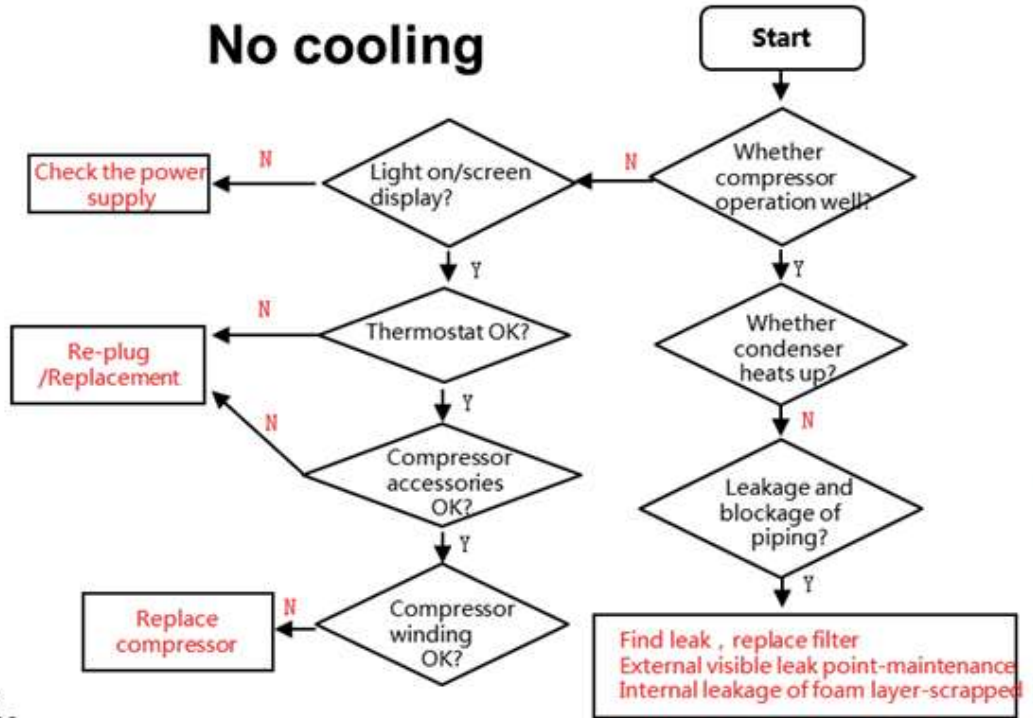 No cooling
Start
Whether
compressor
operation well?
N
Light on/screen
display?
N
Check the power
supply
Y
Y
Thermostat OK?
N
Re-plug
/Replacement
Whether
condenser
heats up?
Y
N
N
Compressor
accessories
OK?
Leakage and
blockage of
piping?
Y
Y
Compressor
winding
OK?
N
Replace
compressor
Find leak , replace filter
External visible leak point-maintenance
Internal leakage of foam layer-scrapped